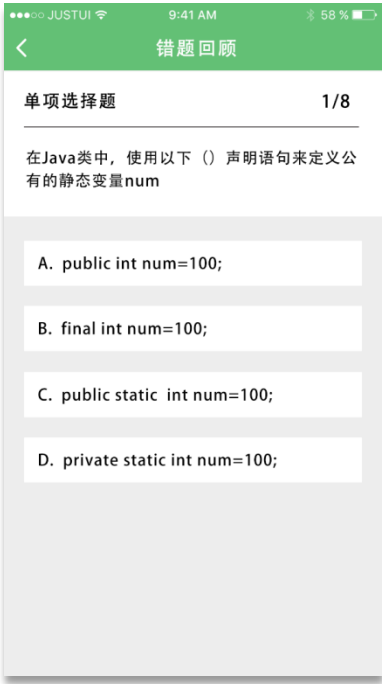 ●●●○○ JUSTUI 9:41 AM 58 %
错题回顾
单项选择题 1/8
在Java类中，使用以下（）声明语句来定义公
有的静态变量num
A. public int num=100;
B. final int num=100;
C. public static  int num=100;
D. private static int num=100;